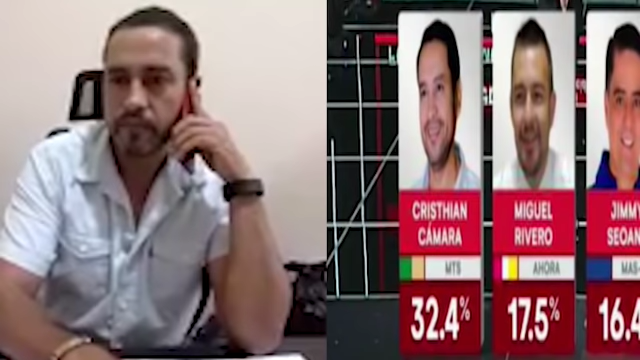 CRISTHIAN
CÁMARA
MTS
32.4%
MIGUEL
RIVERO
AHORA
17.5%
JIMMY
SEOAN
MAS-
16.4